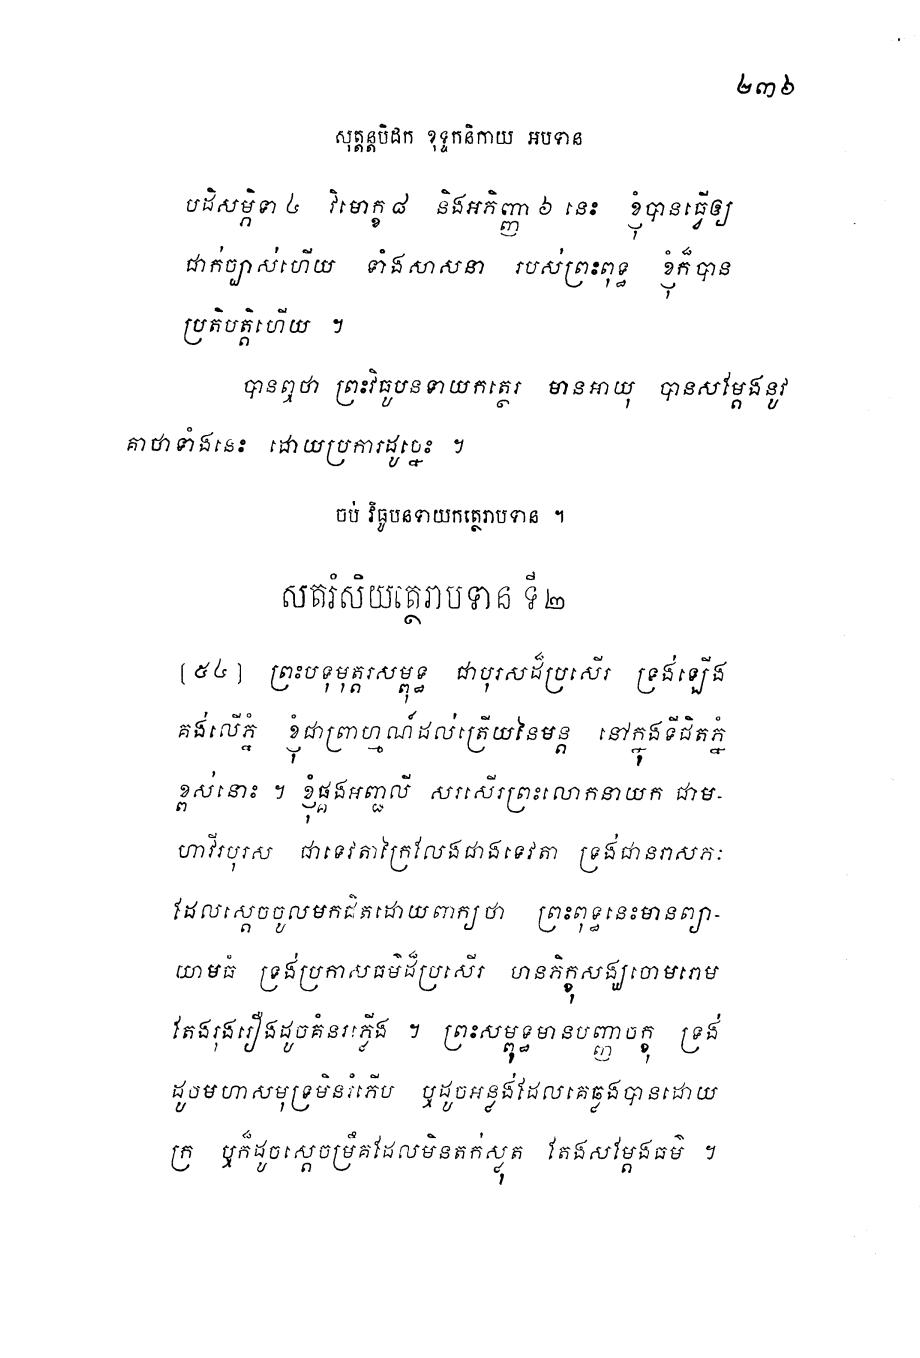 ២៣៦
សុត្តន្តបិដក ខុទ្ទកនិកាយ អបទាន
បដិសម្ភិទា ៤ វិមោក្ខ ៨ និងអភិញ្ញា ៦ នេះ ខ្ញុំបានធ្វើឲ្យ
ជាក់ច្បាស់ហើយ ទាំងសាសនា របស់ព្រះពុទ្ធ ខ្ញុំក៏បាន
ប្រតិបត្តិហើយ ។
បានឮថា ព្រះវិធូបនទាយកត្ថេរ មានអាយុ បានសម្តែងនូវ
គាថាទាំងនេះ ដោយប្រការដូច្នេះ ។
ចប់ វិធូបនទាយកត្ថេរាបទាន ។
សតរំសិយត្ថេរាបទាន ទី២
[៥៤] ព្រះបទុមុត្តរសម្ពុទ្ធ ជាបុរសដ៏ប្រសើរ ទ្រង់ឡើង
គង់លើភ្នំ ខ្ញុំជាព្រាហ្មណ៍ដល់ត្រើយនៃមន្ត នៅក្នុងទីជិតភ្នំ
ខ្ពស់នោះ ។ ខ្ញុំផ្គងអញ្ជលី សរសើរព្រះលោកនាយក ជាម-
ហាវីរបុរស ជាទេវតាក្រៃលែងជាងទេវតា ទ្រង់ជានរាសភៈ
ដែលស្តេចចូលមកជិតដោយពាក្យថា ព្រះពុទ្ធនេះមានព្យា-
យាមធំ ទ្រង់ប្រកាសធម៌ដ៏ប្រសើរ ហានភិក្ខុសង្ឃចោមរោម
តែងរុងរឿងដូចគំនរភ្លើង ។ ព្រះសម្ពុទ្ធមានបញ្ញាចក្ខុ ទ្រង់
ដូចមហាសមុទ្រមិនរំភើប ឬដូចអន្លង់ដែលគេឆ្លងបានដោយ
ក្រ ឬក៏ដូចស្តេចម្រឹគដែលមិនតក់ស្លុត តែងសម្តែងធម៌ ។